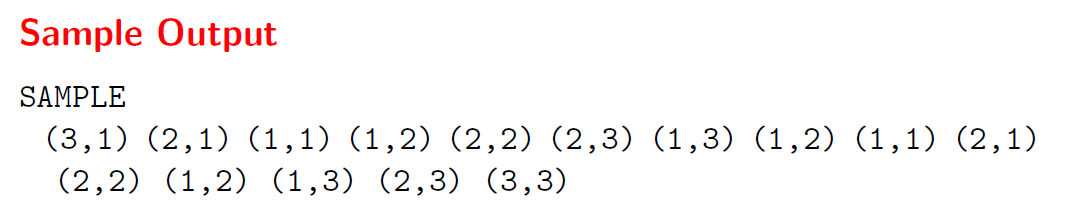 Sample Output
SAMPLE
(3,1) (2,1) (1,1) (1,2) (2,2) (2,3) (1,3) (1,2) (1,1) (2,1)
(2,2) (1,2) (1,3) (2,3) (3,3)